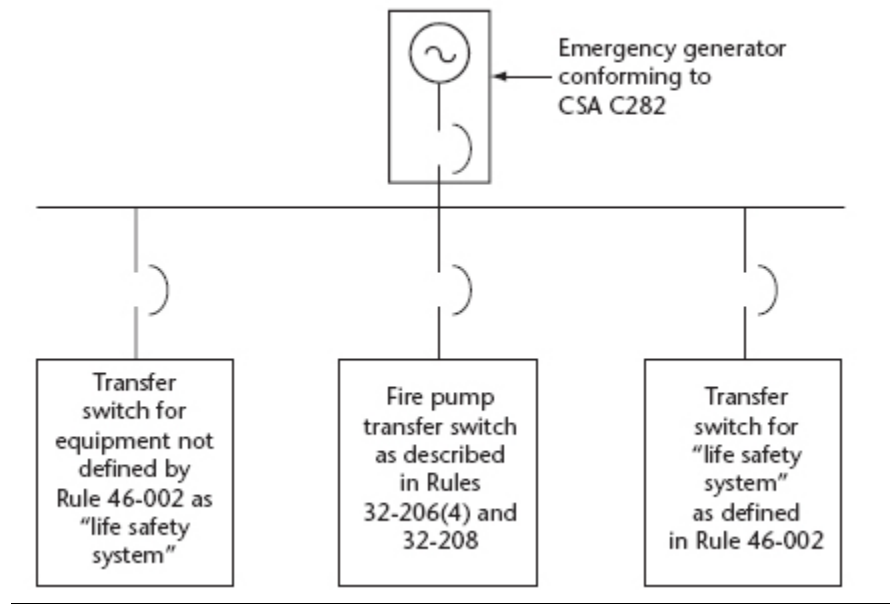 Emergency generator
conforming to
CSA C282
Transfer
switch for
equipment not
defined by
Rule 46-002 as
“life safety
system”
Fire pump
transfer switch
as described
in Rules
32-206(4) and
32-208
Transfer
switch for
“life safety
system”
as defined
in Rule 46-002